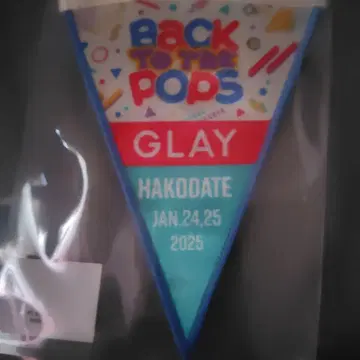 BACK
TO THE
POPS
GLAY
HAKODATE
JAN.24,25
2025